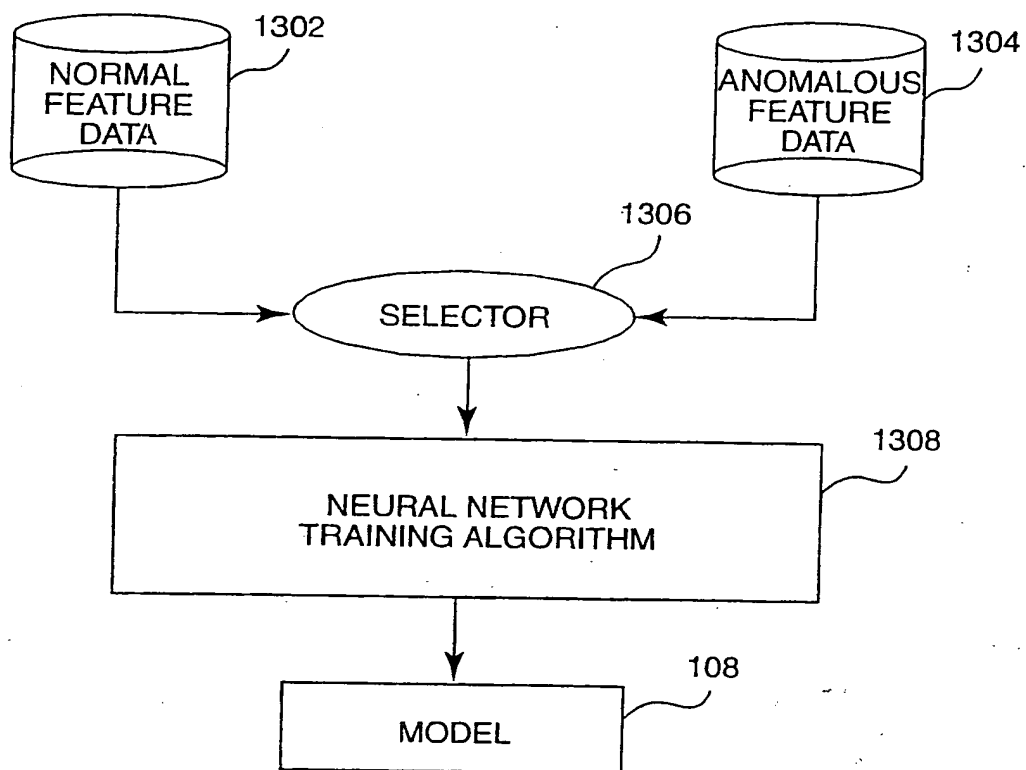 1302
NORMAL
FEATURE
DATA
1304
ANOMALOUS
FEATURE
DATA
1306
SELECTOR
1308
NEURAL NETWORK
TRAINING ALGORITHM
108
MODEL